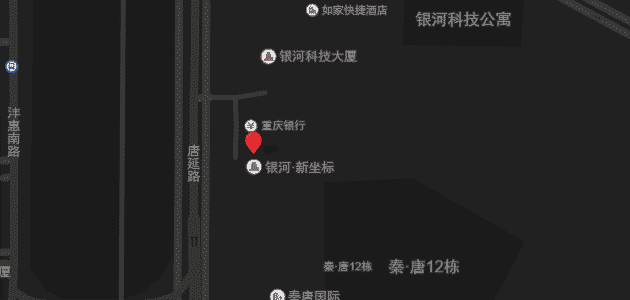 如家快捷酒店
银河科技公寓
银河科技大厦
沣惠南路
重庆银行
唐延路
银河·新坐标
秦·唐12栋
秦·唐12栋
厦
秦唐国际